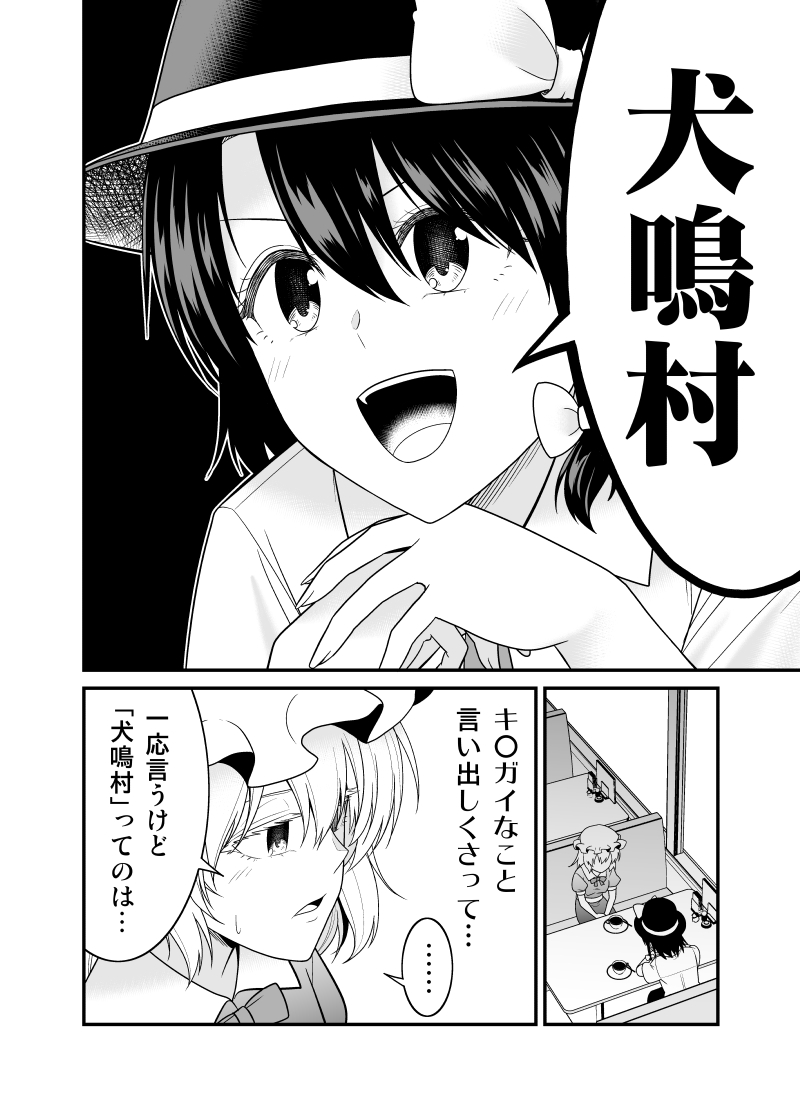 犬鳴村
キ〇ガイなこと
言い出しくさって…
……
一応言うけど
「犬鳴村」ってのは…